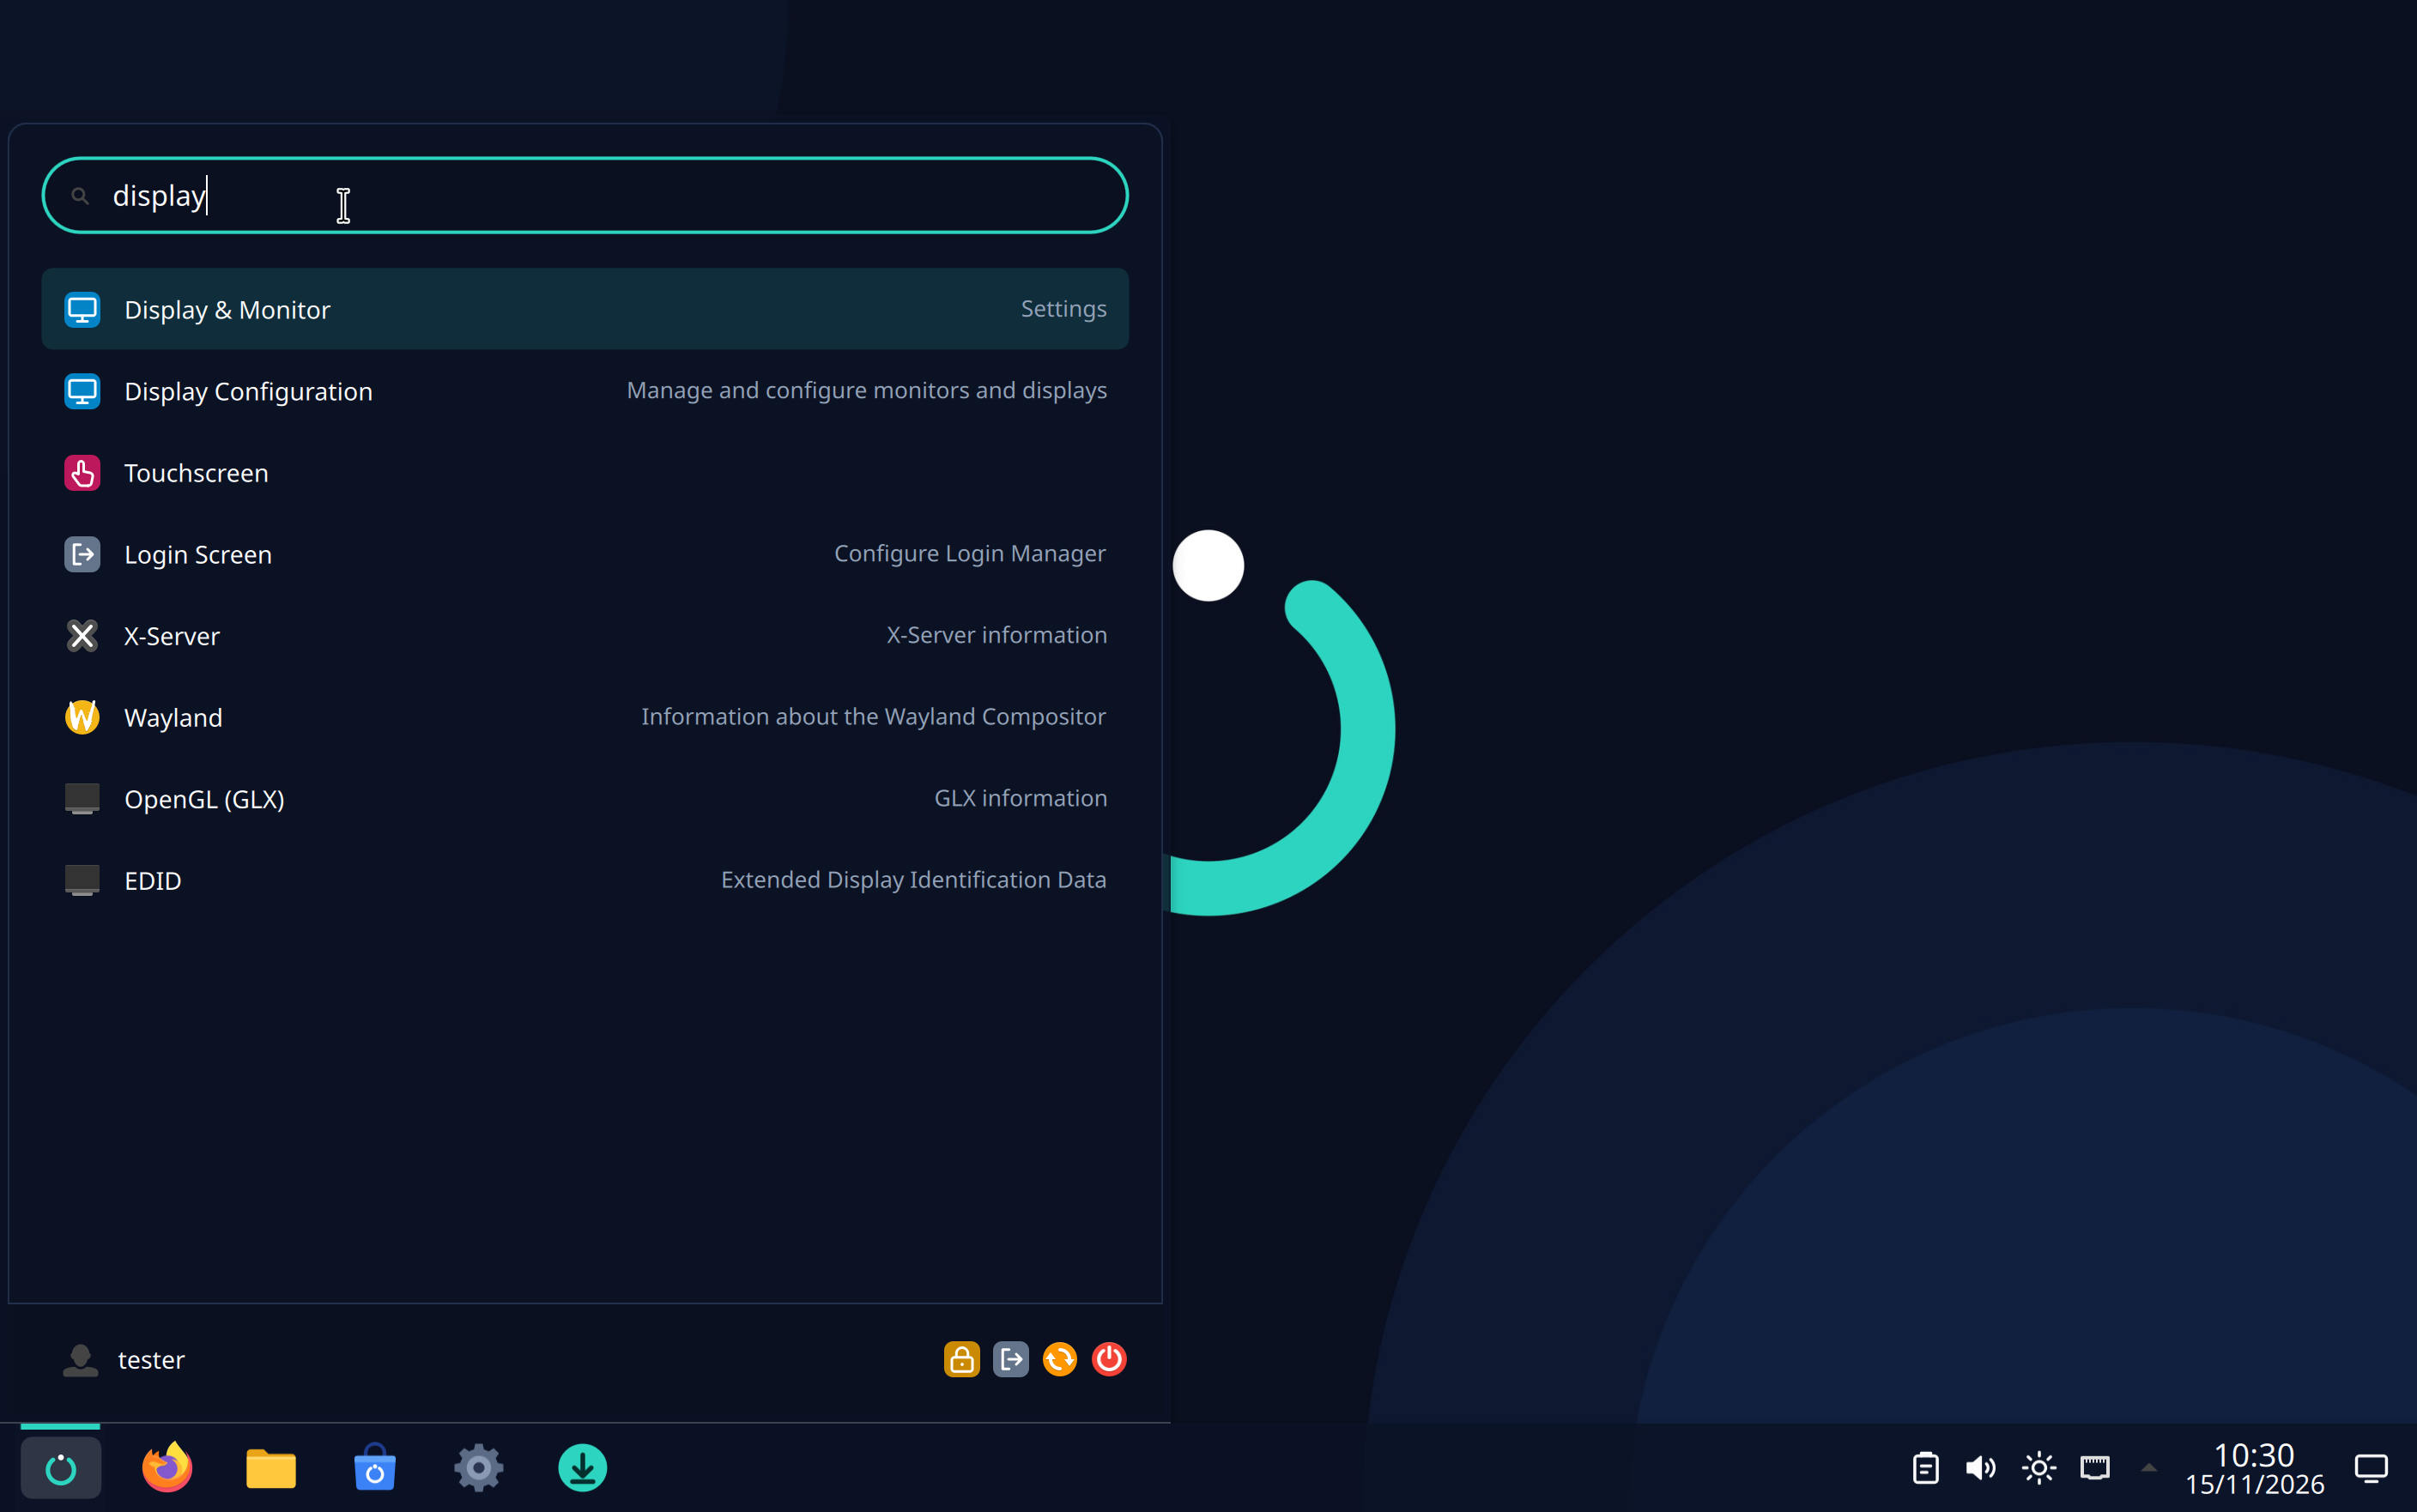 display
Display & Monitor Settings
Display Configuration Manage and configure monitors and displays
Touchscreen
Login Screen Configure Login Manager
X-Server X-Server information
Wayland Information about the Wayland Compositor
OpenGL (GLX) GLX information
EDID Extended Display Identification Data
tester
10:30
15/11/2026